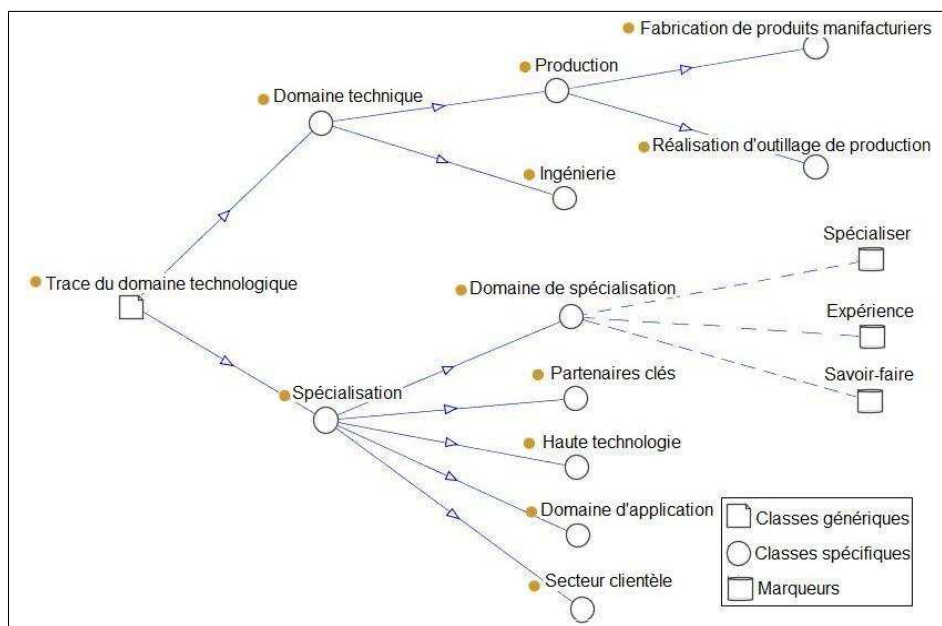 Fabrication de produits manifacturiers
Production
Domaine technique
Réalisation d'outillage de production
Ingénierie
Spécialiser
Trace du domaine technologique
Domaine de spécialisation
Expérience
Savoir-faire
Partenaires clés
Spécialisation
Haute technologie
Domaine d'application
Secteur clientèle
Classes génériques
Classes spécifiques
Marqueurs